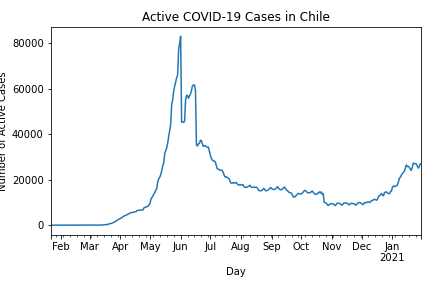 Active COVID-19 Cases in Chile
Number of Active Cases
80000
60000
40000
20000
0
Feb Mar Apr May Jun Jul Aug Sep Oct Nov Dec Jan
2021
Day